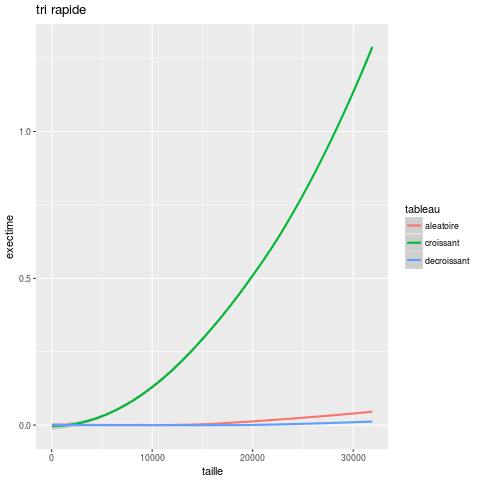 tri rapide
1.0
0.5
0.0
exectime
0
10000
20000
30000
taille
tableau
aleatoire
croissant
decroissant